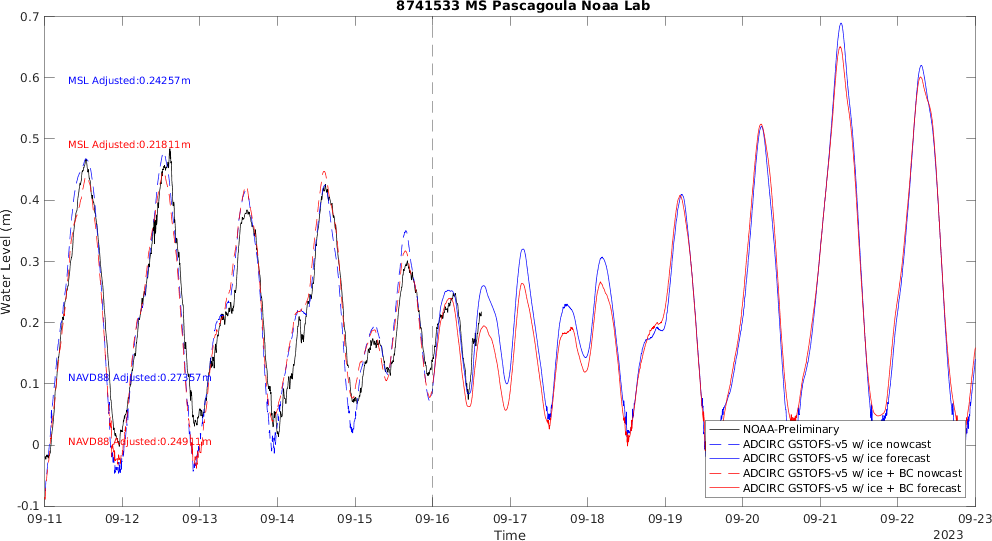 8741533 MS Pascagoula Noaa Lab
0.7
0.6
0.5
0.4
0.3
0.2
0.1
0
-0.1
Water Level (m)
MSL Adjusted:0.24257m
MSL Adjusted:0.21811m
NAVD88 Adjusted:0.27357m
NAVD88 Adjusted:0.24911m
NOAA-Preliminary
ADCIRC GSTOFS-v5 w/ ice nowcast
ADCIRC GSTOFS-v5 w/ ice forecast
ADCIRC GSTOFS-v5 w/ ice + BC nowcast
ADCIRC GSTOFS-v5 w/ ice + BC forecast
09-11 09-12 09-13 09-14 09-15 09-16 09-17 09-18 09-19 09-20 09-21 09-22 09-23
Time
2023